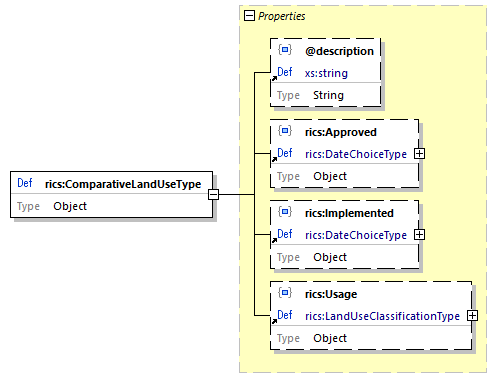 Properties
@description
Def xs:string
Type String
rics:Approved
Def rics:DateChoiceType
Type Object
Def rics:ComparativeLandUseType
Type Object
rics:Implemented
Def rics:DateChoiceType
Type Object
rics:Usage
Def rics:LandUseClassificationType
Type Object